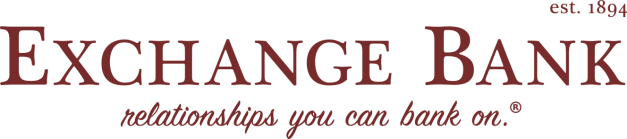 est. 1894
EXCHANGE BANK
relationships you can bank on.®